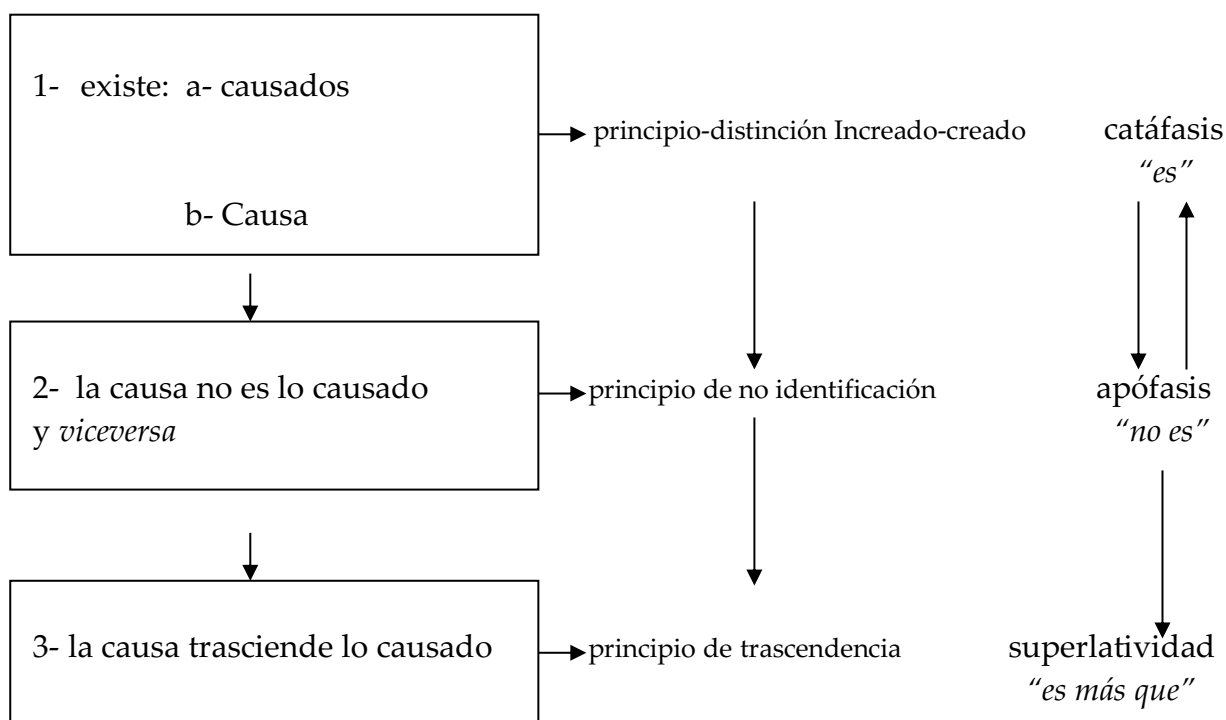 1- existe: a- causados
principio-distinción Increado-creado
catáfasis
“es”
b- Causa
2- la causa no es lo causado
y viceversa
principio de no identificación
apófasis
“no es”
3- la causa trasciende lo causado
principio de trascendencia
superlatividad
“es más que”